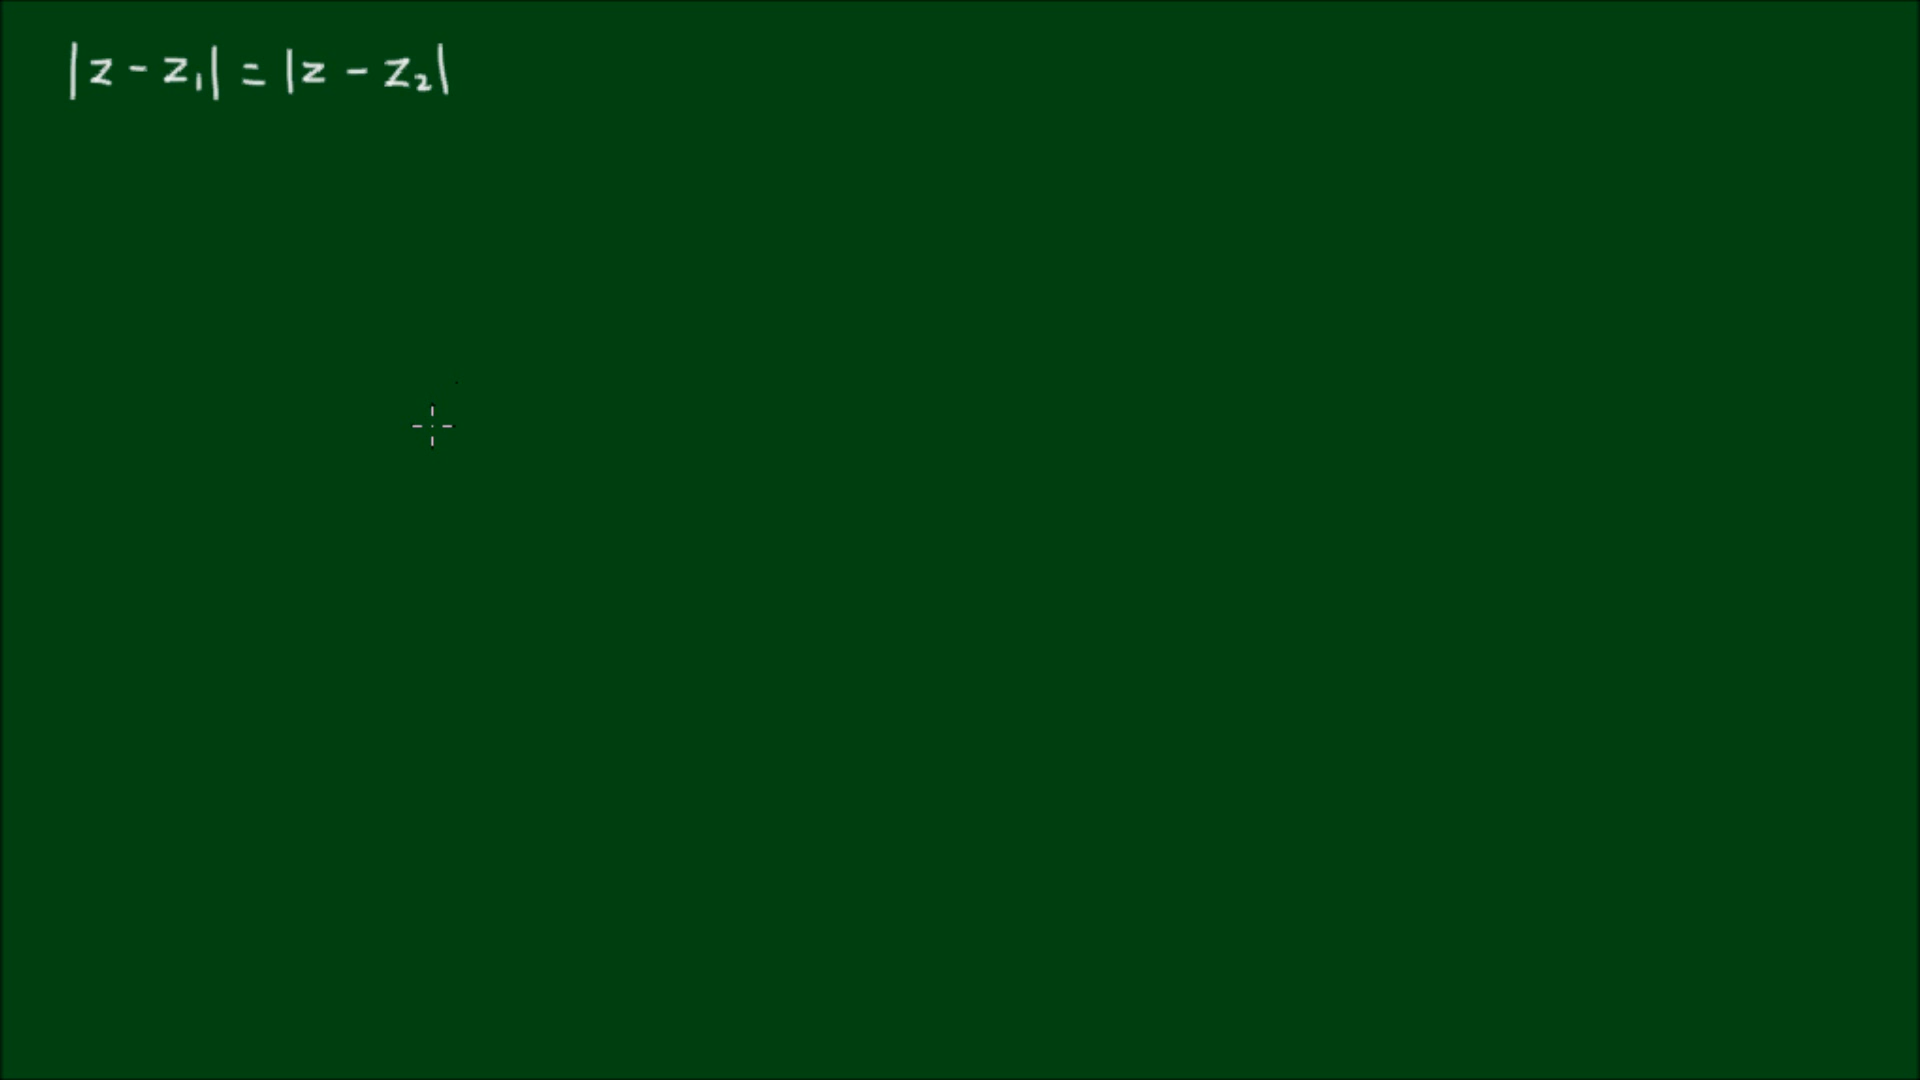 |z - z₁| = |z - z₂|